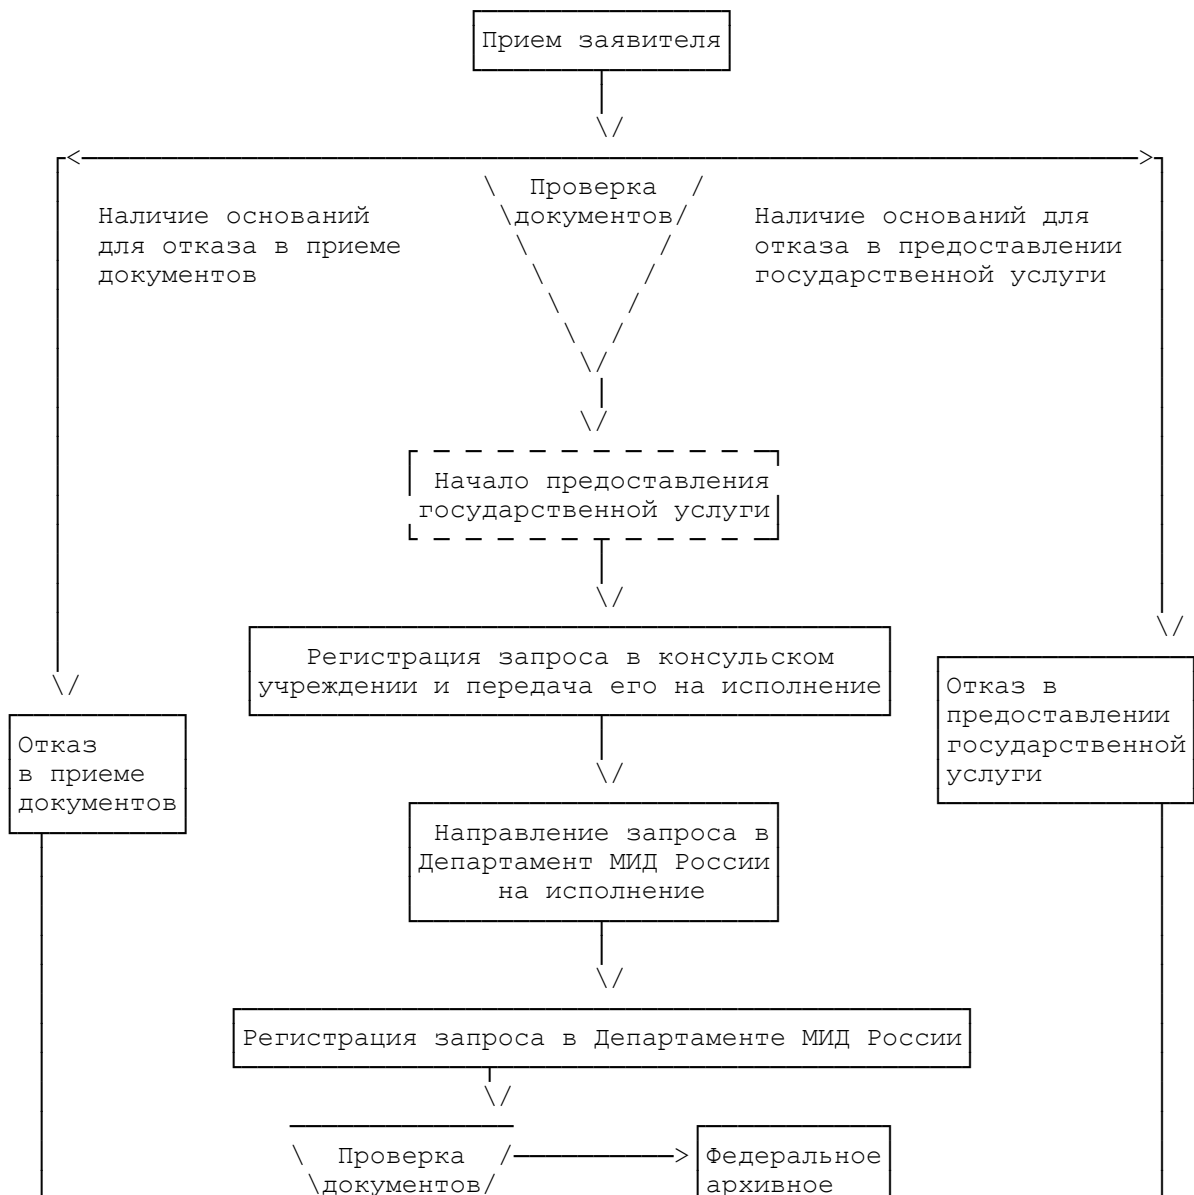 Прием заявителя
Проверка
документов
Наличие оснований
для отказа в приеме
документов
Наличие оснований для
отказа в предоставлении
государственной услуги
Начало предоставления
государственной услуги
Регистрация запроса в консульском
учреждении и передача его на исполнение
Отказ в
предоставлении
государственной
услуги
Отказ
в приеме
документов
Направление запроса в
Департамент МИД России
на исполнение
Регистрация запроса в Департаменте МИД России
Проверка
документов
Федеральное
архивное